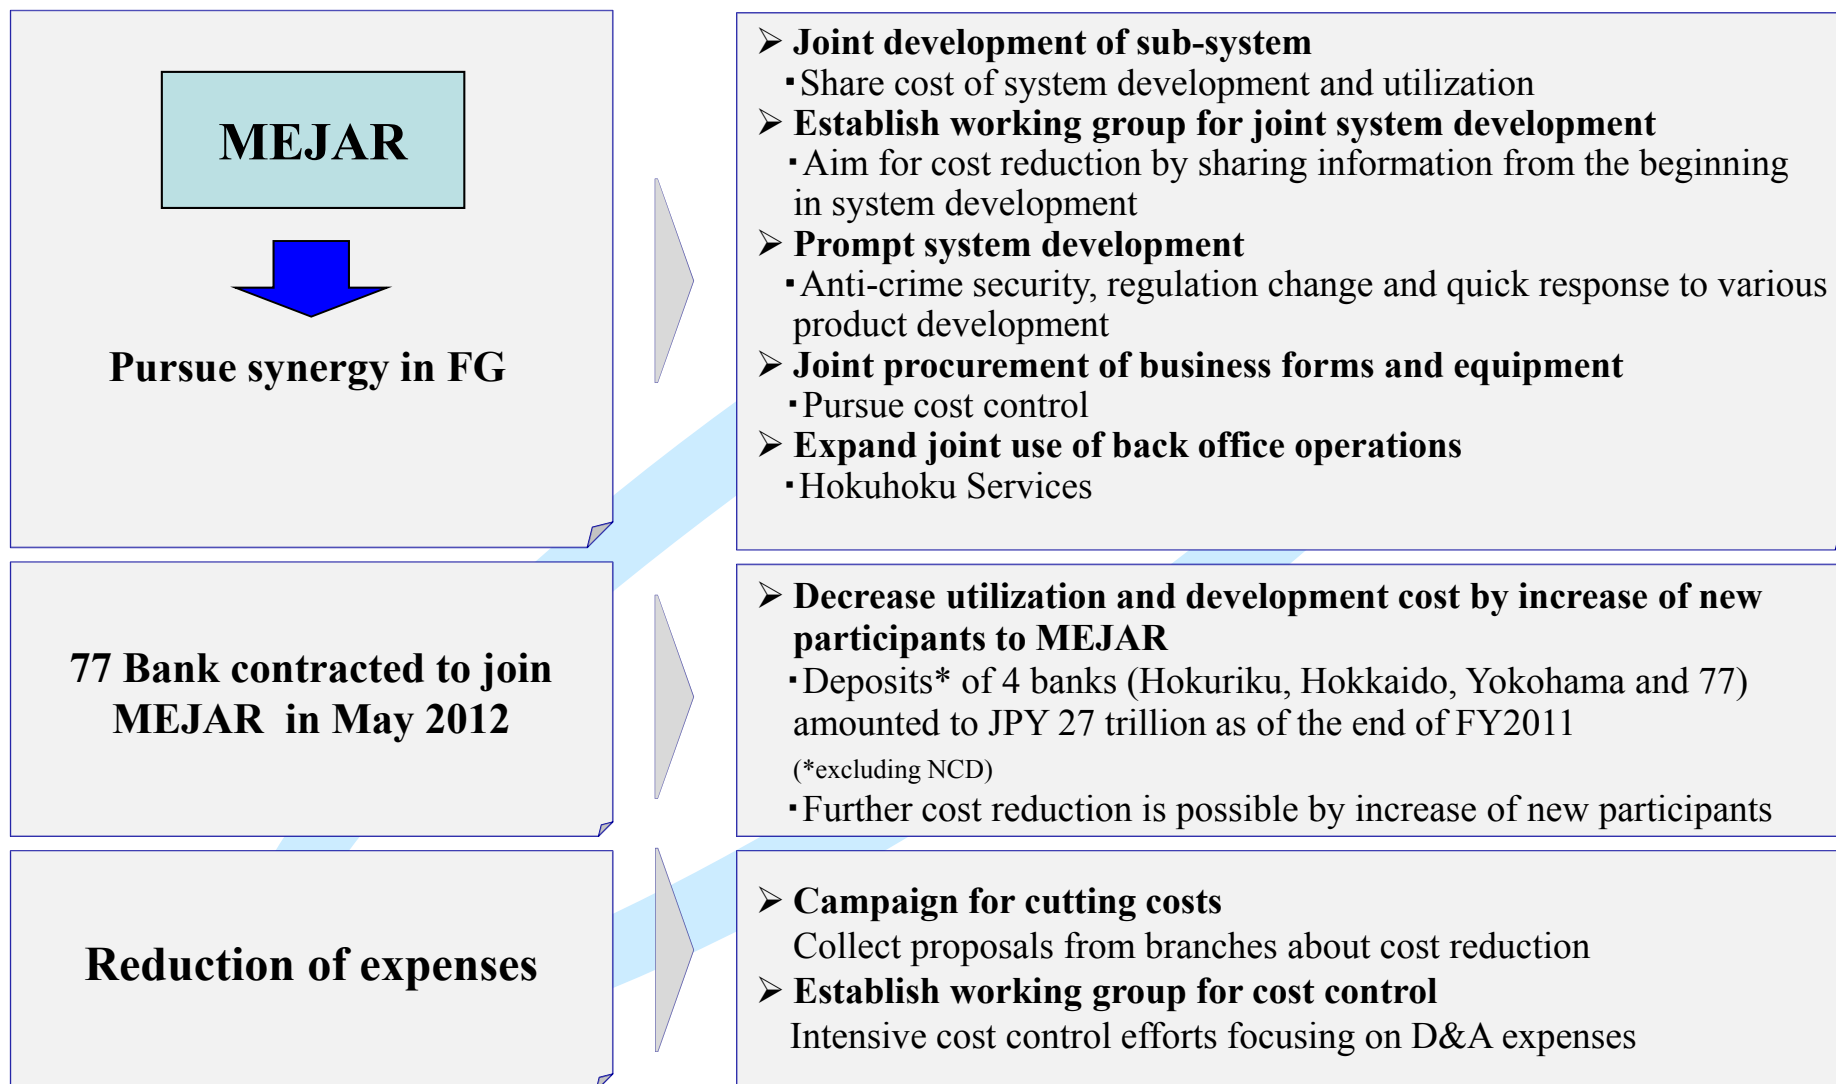 MEJAR
Pursue synergy in FG
➢ Joint development of sub-system
▪Share cost of system development and utilization
➢ Establish working group for joint system development
▪Aim for cost reduction by sharing information from the beginning
in system development
➢ Prompt system development
▪Anti-crime security, regulation change and quick response to various
product development
➢ Joint procurement of business forms and equipment
▪Pursue cost control
➢ Expand joint use of back office operations
▪Hokuhoku Services
77 Bank contracted to join
MEJAR in May 2012
➢ Decrease utilization and development cost by increase of new
participants to MEJAR
▪Deposits* of 4 banks (Hokuriku, Hokkaido, Yokohama and 77)
amounted to JPY 27 trillion as of the end of FY2011
(*excluding NCD)
▪Further cost reduction is possible by increase of new participants
Reduction of expenses
➢ Campaign for cutting costs
Collect proposals from branches about cost reduction
➢ Establish working group for cost control
Intensive cost control efforts focusing on D&A expenses